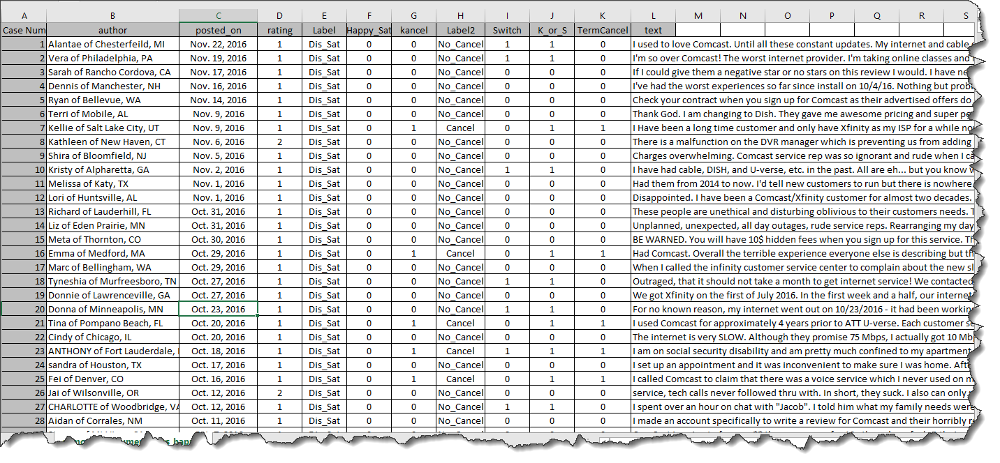 A B C D E F G H I J K L M N O P Q R S
Case Num author posted_on rating Label Happy_Sat kancel Label2 Switch K_or_S TermCancel text
1 Alantae of Chesterfeild, MI Nov. 22, 2016 1 Dis_Sat 0 0 No_Cancel 1 1 0 I used to love Comcast. Until all these constant updates. My internet and cable
2 Vera of Philadelphia, PA Nov. 19, 2016 1 Dis_Sat 0 0 No_Cancel 1 1 0 I'm so over Comcast! The worst internet provider. I'm taking online classes and
3 Sarah of Rancho Cordova, CA Nov. 17, 2016 1 Dis_Sat 0 0 No_Cancel 0 0 0 If I could give them a negative star or no stars on this review I would. I have ne
4 Dennis of Manchester, NH Nov. 16, 2016 1 Dis_Sat 0 0 No_Cancel 0 0 0 I've had the worst experiences so far since install on 10/4/16. Nothing but prob
5 Ryan of Bellevue, WA Nov. 14, 2016 1 Dis_Sat 0 0 No_Cancel 0 0 0 Check your contract when you sign up for Comcast as their advertised offers do
6 Terri of Mobile, AL Nov. 9, 2016 1 Dis_Sat 0 0 No_Cancel 0 0 0 Thank God. I am changing to Dish. They gave me awesome pricing and super pe
7 Kellie of Salt Lake City, UT Nov. 9, 2016 1 Dis_Sat 0 1 Cancel 0 1 1 I Have been a long time customer and only have Xfinity as my ISP for a while no
8 Kathleen of New Haven, CT Nov. 6, 2016 2 Dis_Sat 0 0 No_Cancel 0 0 0 There is a malfunction on the DVR manager which is preventing us from adding
9 Shira of Bloomfield, NJ Nov. 5, 2016 1 Dis_Sat 0 0 No_Cancel 0 0 0 Charges overwhelming. Comcast service rep was so ignorant and rude when I ca
10 Kristy of Alpharetta, GA Nov. 2, 2016 1 Dis_Sat 0 0 No_Cancel 1 1 0 I have had cable, DISH, and U-verse, etc. in the past. All are eh... but you know
11 Melissa of Katy, TX Nov. 1, 2016 1 Dis_Sat 0 0 No_Cancel 0 0 0 Had them from 2014 to now. I'd tell new customers to run but there is nowhere
12 Lori of Huntsville, AL Nov. 1, 2016 1 Dis_Sat 0 0 No_Cancel 0 0 0 Disappointed. I have been a Comcast/Xfinity customer for almost two decades.
13 Richard of Lauderhill, FL Oct. 31, 2016 1 Dis_Sat 0 0 No_Cancel 0 0 0 These people are unethical and disturbing oblivious to their customers needs. T
14 Liz of Eden Prairie, MN Oct. 31, 2016 1 Dis_Sat 0 0 No_Cancel 0 0 0 Unplanned, unexpected, all day outages, rude service reps. Rearranging my day
15 Meta of Thornton, CO Oct. 30, 2016 1 Dis_Sat 0 0 No_Cancel 0 0 0 BE WARNED. You will have 10$ hidden fees when you sign up for this service. Th
16 Emma of Medford, MA Oct. 29, 2016 1 Dis_Sat 0 1 Cancel 0 1 1 Had Comcast. Overall the terrible experience everyone else is describing but th
17 Marc of Bellingham, WA Oct. 29, 2016 1 Dis_Sat 0 0 No_Cancel 0 0 0 When I called the infinity customer service center to complain about the new sl
18 Tyneshia of Murfreesboro, TN Oct. 27, 2016 1 Dis_Sat 0 0 No_Cancel 1 1 0 Outraged, that it should not take a month to get internet service! We contacted
19 Donnie of Lawrenceville, GA Oct. 27, 2016 1 Dis_Sat 0 0 No_Cancel 0 0 0 We got Xfinity on the first of July 2016. In the first week and a half, our internet
20 Donna of Minneapolis, MN Oct. 23, 2016 1 Dis_Sat 0 0 No_Cancel 1 1 0 For no known reason, my internet went out on 10/23/2016 - it had been workin
21 Tina of Pompano Beach, FL Oct. 20, 2016 1 Dis_Sat 0 1 Cancel 0 1 1 I used Comcast for approximately 4 years prior to ATT U-verse. Each customer se
22 Cindy of Chicago, IL Oct. 20, 2016 1 Dis_Sat 0 0 No_Cancel 0 0 0 The internet is very SLOW. Although they promise 75 Mbps, I actually got 10 Mb
23 ANTHONY of Fort Lauderdale, Oct. 18, 2016 1 Dis_Sat 0 1 Cancel 1 1 1 I am on social security disability and am pretty much confined to my apartment
24 sandra of Houston, TX Oct. 17, 2016 1 Dis_Sat 0 0 No_Cancel 0 0 0 I set up an appointment and it was inconvenient to make sure I was home. Aft
25 Fei of Denver, CO Oct. 16, 2016 1 Dis_Sat 0 1 Cancel 0 1 1 I called Comcast to claim that there was a voice service which I never used on m
26 Jai of Wilsonville, OR Oct. 12, 2016 2 Dis_Sat 0 0 No_Cancel 0 0 0 service, tech calls never followed thru with. In short, they suck. I also can only
27 CHARLOTTE of Woodbridge, VA Oct. 12, 2016 1 Dis_Sat 0 0 No_Cancel 1 1 0 I spent over an hour on chat with "Jacob". I told him what my family needs were
28 Aidan of Corrales, NM Oct. 11, 2016 1 Dis_Sat 0 0 No_Cancel 0 0 0 I made an account specifically to write a review for Comcast and their horribly r